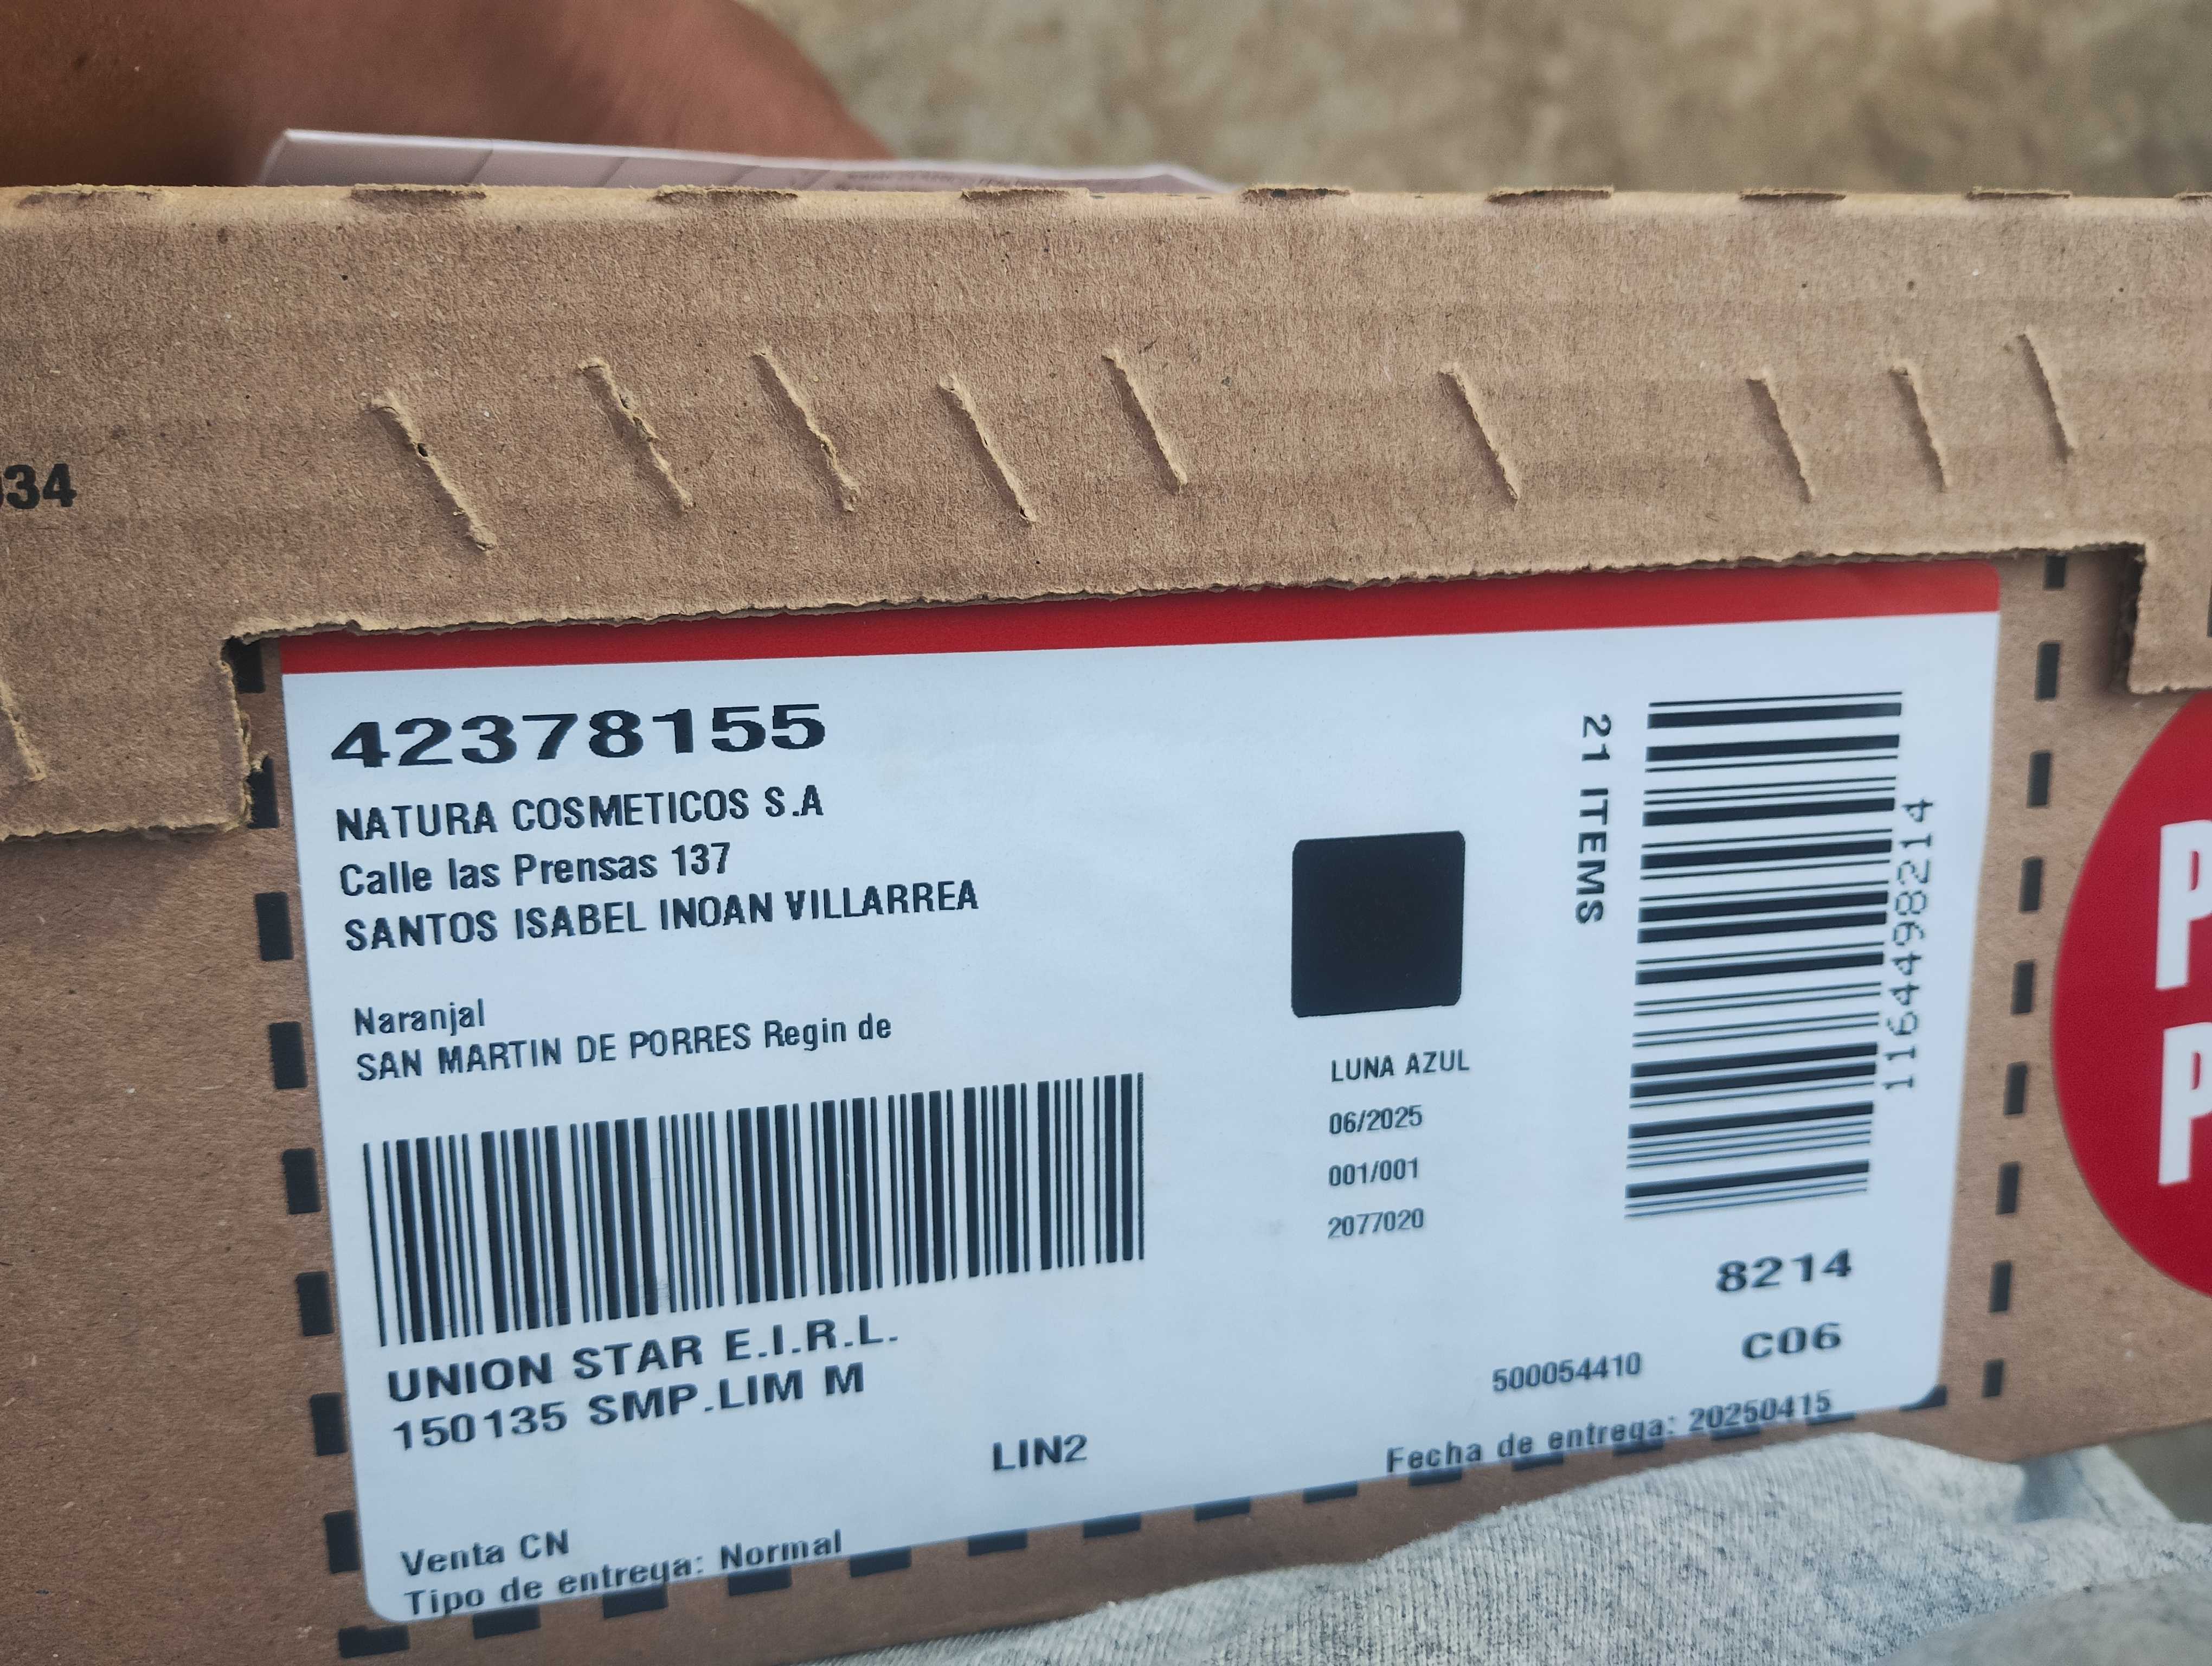 34
42378155
NATURA COSMETICOS S.A
Calle las Prensas 137
SANTOS ISABEL INOAN VILLARREA
Naranjal
SAN MARTIN DE PORRES Regin de
UNION STAR E.I.R.L.
150135 SMP.LIM M
LIN2
Venta CN
Tipo de entrega: Normal
LUNA AZUL
06/2025
001/001
2077020
21 ITEMS
1164498214
8214
C06
500054410
Fecha de entrega: 20250415
P
P